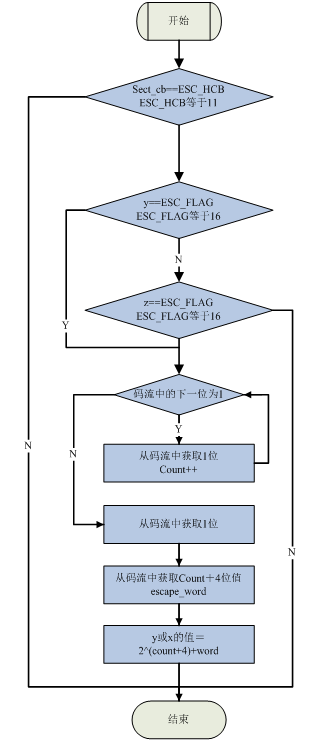 开始
Sect_cb==ESC_HCB
ESC_HCB等于11
y==ESC_FLAG
ESC_FLAG等于16
N
z==ESC_FLAG
ESC_FLAG等于16
Y
码流中的下一位为1
Y
从码流中获取1位
Count++
N
N
从码流中获取1位
N
从码流中获取Count＋4位值
escape_word
y或x的值＝
2^(count+4)+word
结束